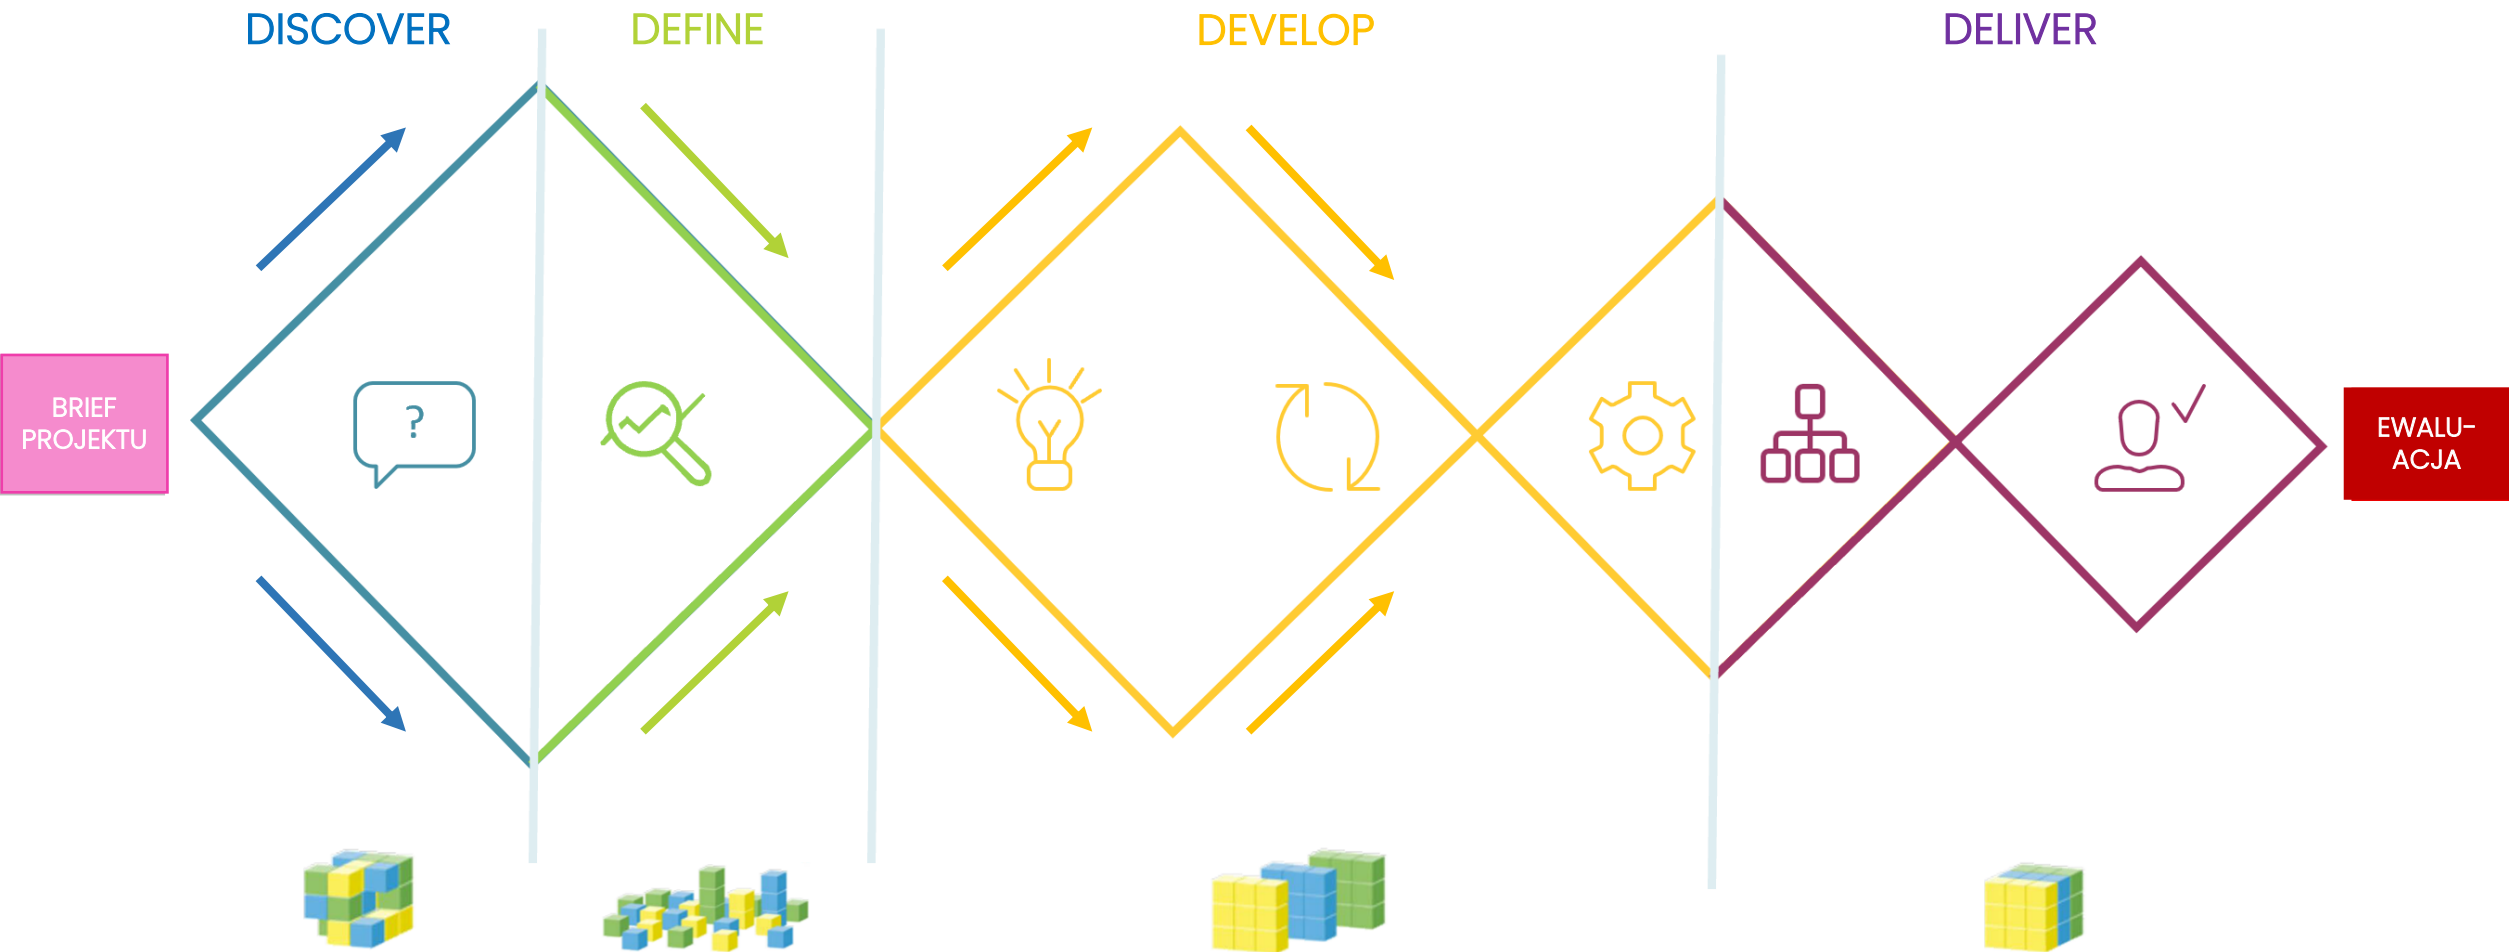 DISCOVER
DEFINE
DEVELOP
DELIVER
BRIEF
PROJEKTU
?
EWALU-
ACJA